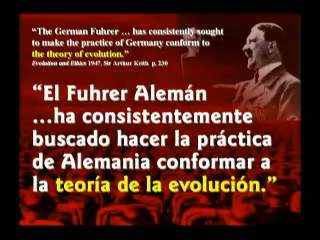 “The German Fuhrer … has consistently sought
to make the practice of Germany conform to
the theory of evolution.”
Evolution and Ethics 1947, Sir Arthur Keith p, 230
“El Fuhrer Alemán
…ha consistentemente
buscado hacer la práctica
de Alemania conformar a
la teoría de la evolución.”